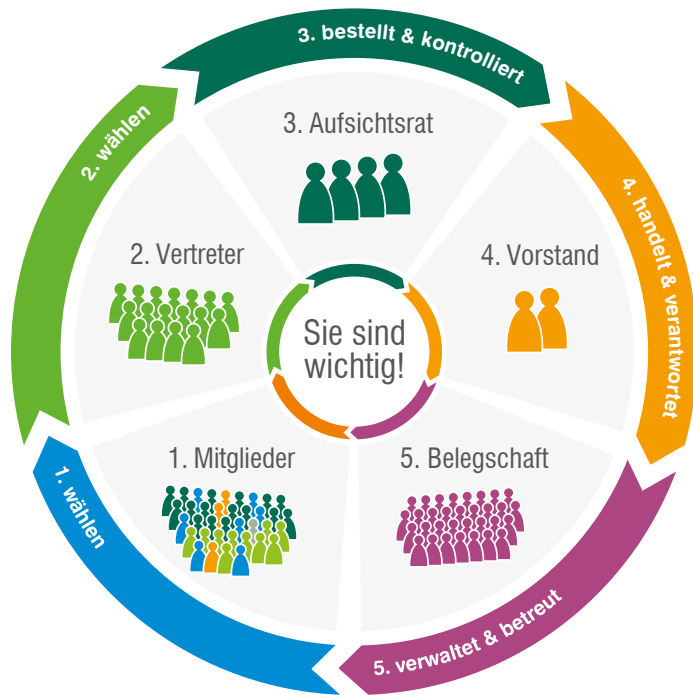 3. bestellt & kontrolliert
2. wählen
3. Aufsichtsrat
4. handelt & verantwortet
2. Vertreter
4. Vorstand
Sie sind
wichtig!
1. Mitglieder
5. Belegschaft
1. wählen
5. verwaltet & betreut